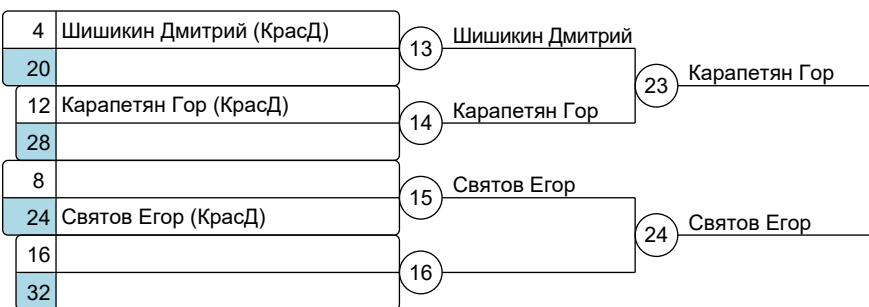 4 Шишикин Дмитрий (КрасД)
13 Шишикин Дмитрий
20
23 Карапетян Гор
12 Карапетян Гор (КрасД)
14 Карапетян Гор
28
8
15 Святов Егор
24 Святов Егор (КрасД)
24 Святов Егор
16
16
32